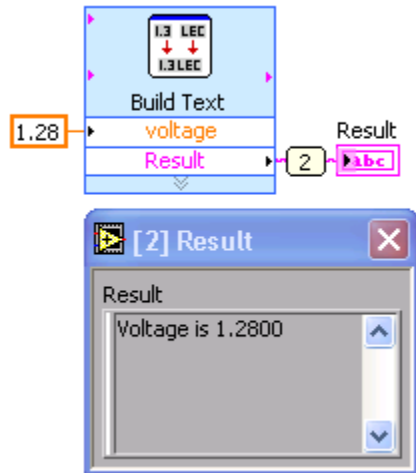 1.3 LEC
1.3LEC
Build Text
1.28
voltage
Result
Result
2
abc
[2] Result
Result
Voltage is 1.2800